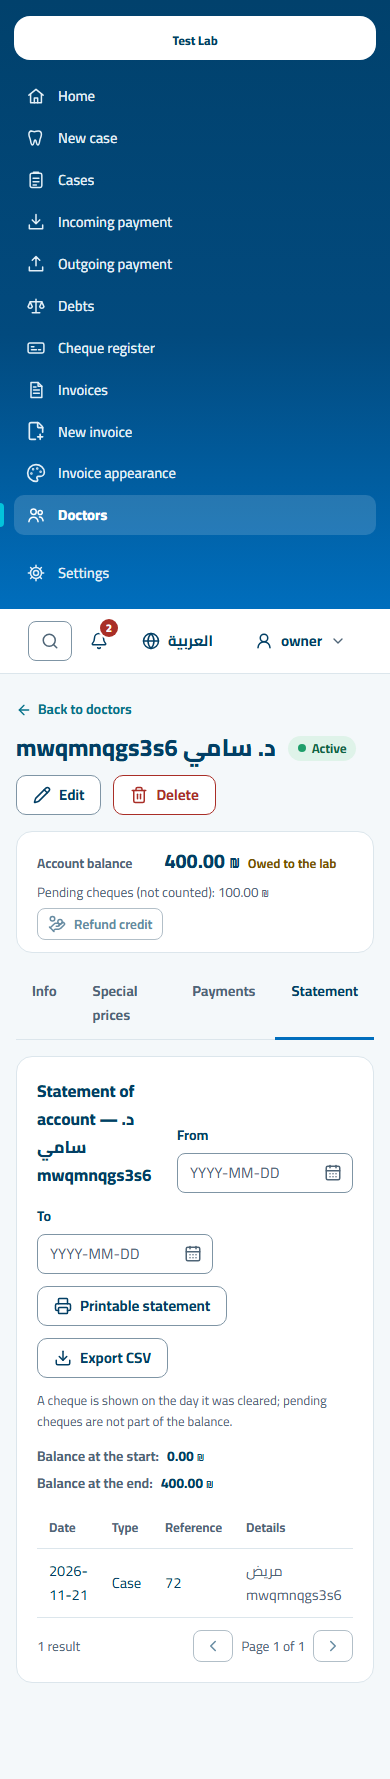 Test Lab
Home
New case
Cases
Incoming payment
Outgoing payment
Debts
Cheque register
Invoices
New invoice
Invoice appearance
Doctors
Settings
2
العربية
owner
Back to doctors
د. سامي mwqmnqgs3s6
Active
Edit
Delete
Account balance 400.00 ₪ Owed to the lab
Pending cheques (not counted): 100.00 ₪
Refund credit
Info
Special
prices
Payments
Statement
Statement of
account — د.
سامي
mwqmnqgs3s6
From
YYYY-MM-DD
To
YYYY-MM-DD
Printable statement
Export CSV
A cheque is shown on the day it was cleared; pending
cheques are not part of the balance.
Balance at the start: 0.00 ₪
Balance at the end: 400.00 ₪
Date Type Reference Details
2026-
11-21
Case
72
مريض
mwqmnqgs3s6
1 result
Page 1 of 1